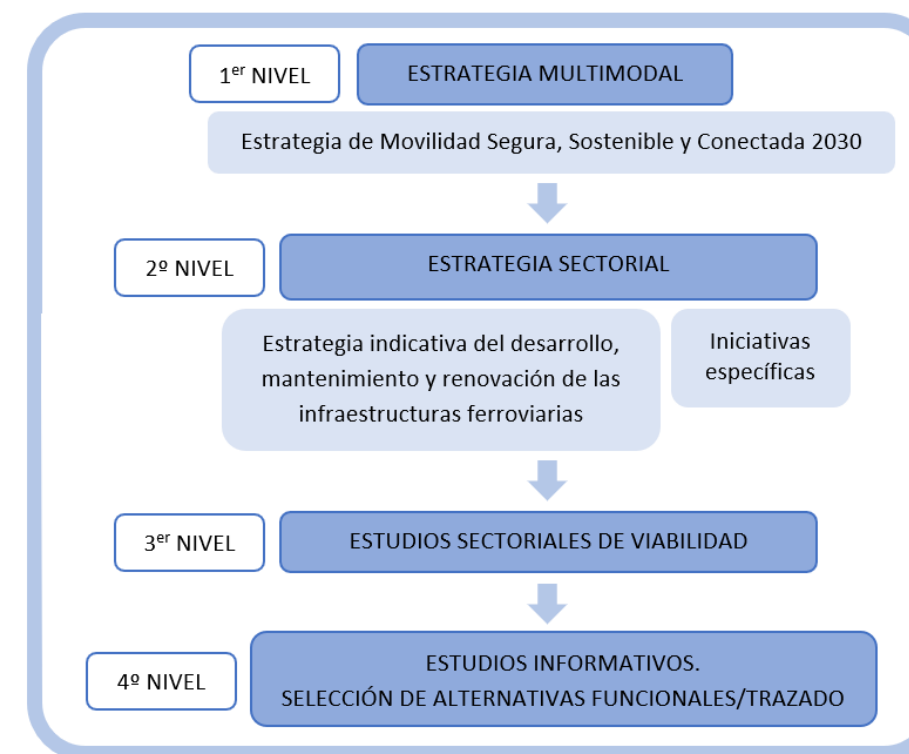 1er NIVEL
ESTRATEGIA MULTIMODAL
Estrategia de Movilidad Segura, Sostenible y Conectada 2030
2º NIVEL
ESTRATEGIA SECTORIAL
Estrategia indicativa del desarrollo,
mantenimiento y renovación de las
infraestructuras ferroviarias
Iniciativas
específicas
3er NIVEL
ESTUDIOS SECTORIALES DE VIABILIDAD
4º NIVEL
ESTUDIOS INFORMATIVOS.
SELECCIÓN DE ALTERNATIVAS FUNCIONALES/TRAZADO